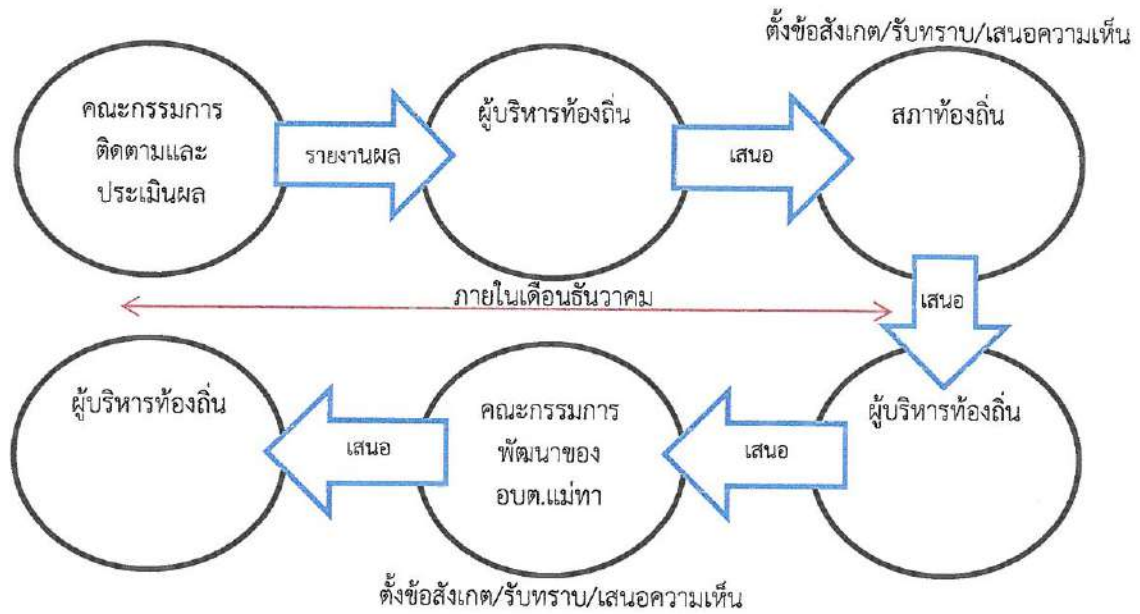 ตั้งข้อสังเกต/รับทราบ/เสนอความเห็น
คณะกรรมการ
ติดตามและ
ประเมินผล
รายงานผล
ผู้บริหารท้องถิ่น
เสนอ
สภาท้องถิ่น
ภายในเดือนธันวาคม
เสนอ
ผู้บริหารท้องถิ่น
เสนอ
คณะกรรมการ
พัฒนาของ
อบต.แม่ทา
เสนอ
ผู้บริหารท้องถิ่น
ตั้งข้อสังเกต/รับทราบ/เสนอความเห็น